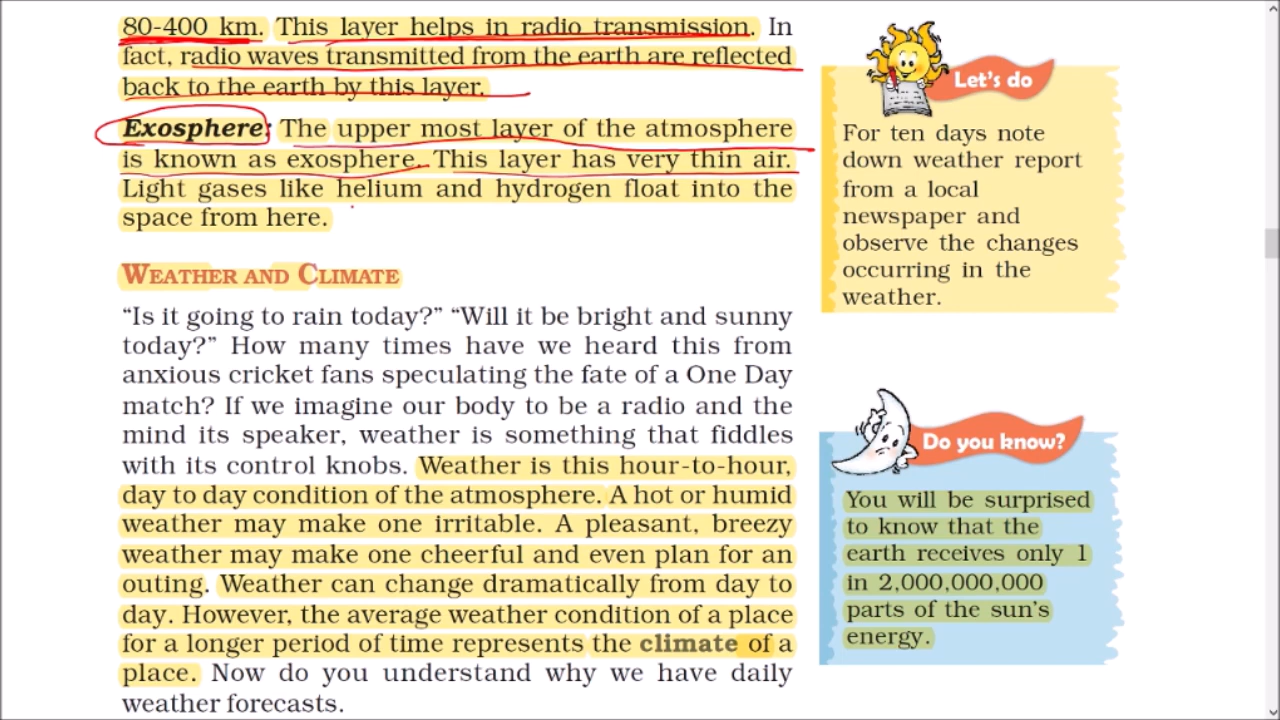 80-400 km. This layer helps in radio transmission. In
fact, radio waves transmitted from the earth are reflected
back to the earth by this layer.
Exosphere: The upper most layer of the atmosphere
is known as exosphere. This layer has very thin air.
Light gases like helium and hydrogen float into the
space from here.
WEATHER AND CLIMATE
“Is it going to rain today?” “Will it be bright and sunny
today?” How many times have we heard this from
anxious cricket fans speculating the fate of a One Day
match? If we imagine our body to be a radio and the
mind its speaker, weather is something that fiddles
with its control knobs. Weather is this hour-to-hour,
day to day condition of the atmosphere. A hot or humid
weather may make one irritable. A pleasant, breezy
weather may make one cheerful and even plan for an
outing. Weather can change dramatically from day to
day. However, the average weather condition of a place
for a longer period of time represents the climate of a
place. Now do you understand why we have daily
weather forecasts.
Let’s do
For ten days note
down weather report
from a local
newspaper and
observe the changes
occurring in the
weather.
Do you know?
You will be surprised
to know that the
earth receives only 1
in 2,000,000,000
parts of the sun’s
energy.